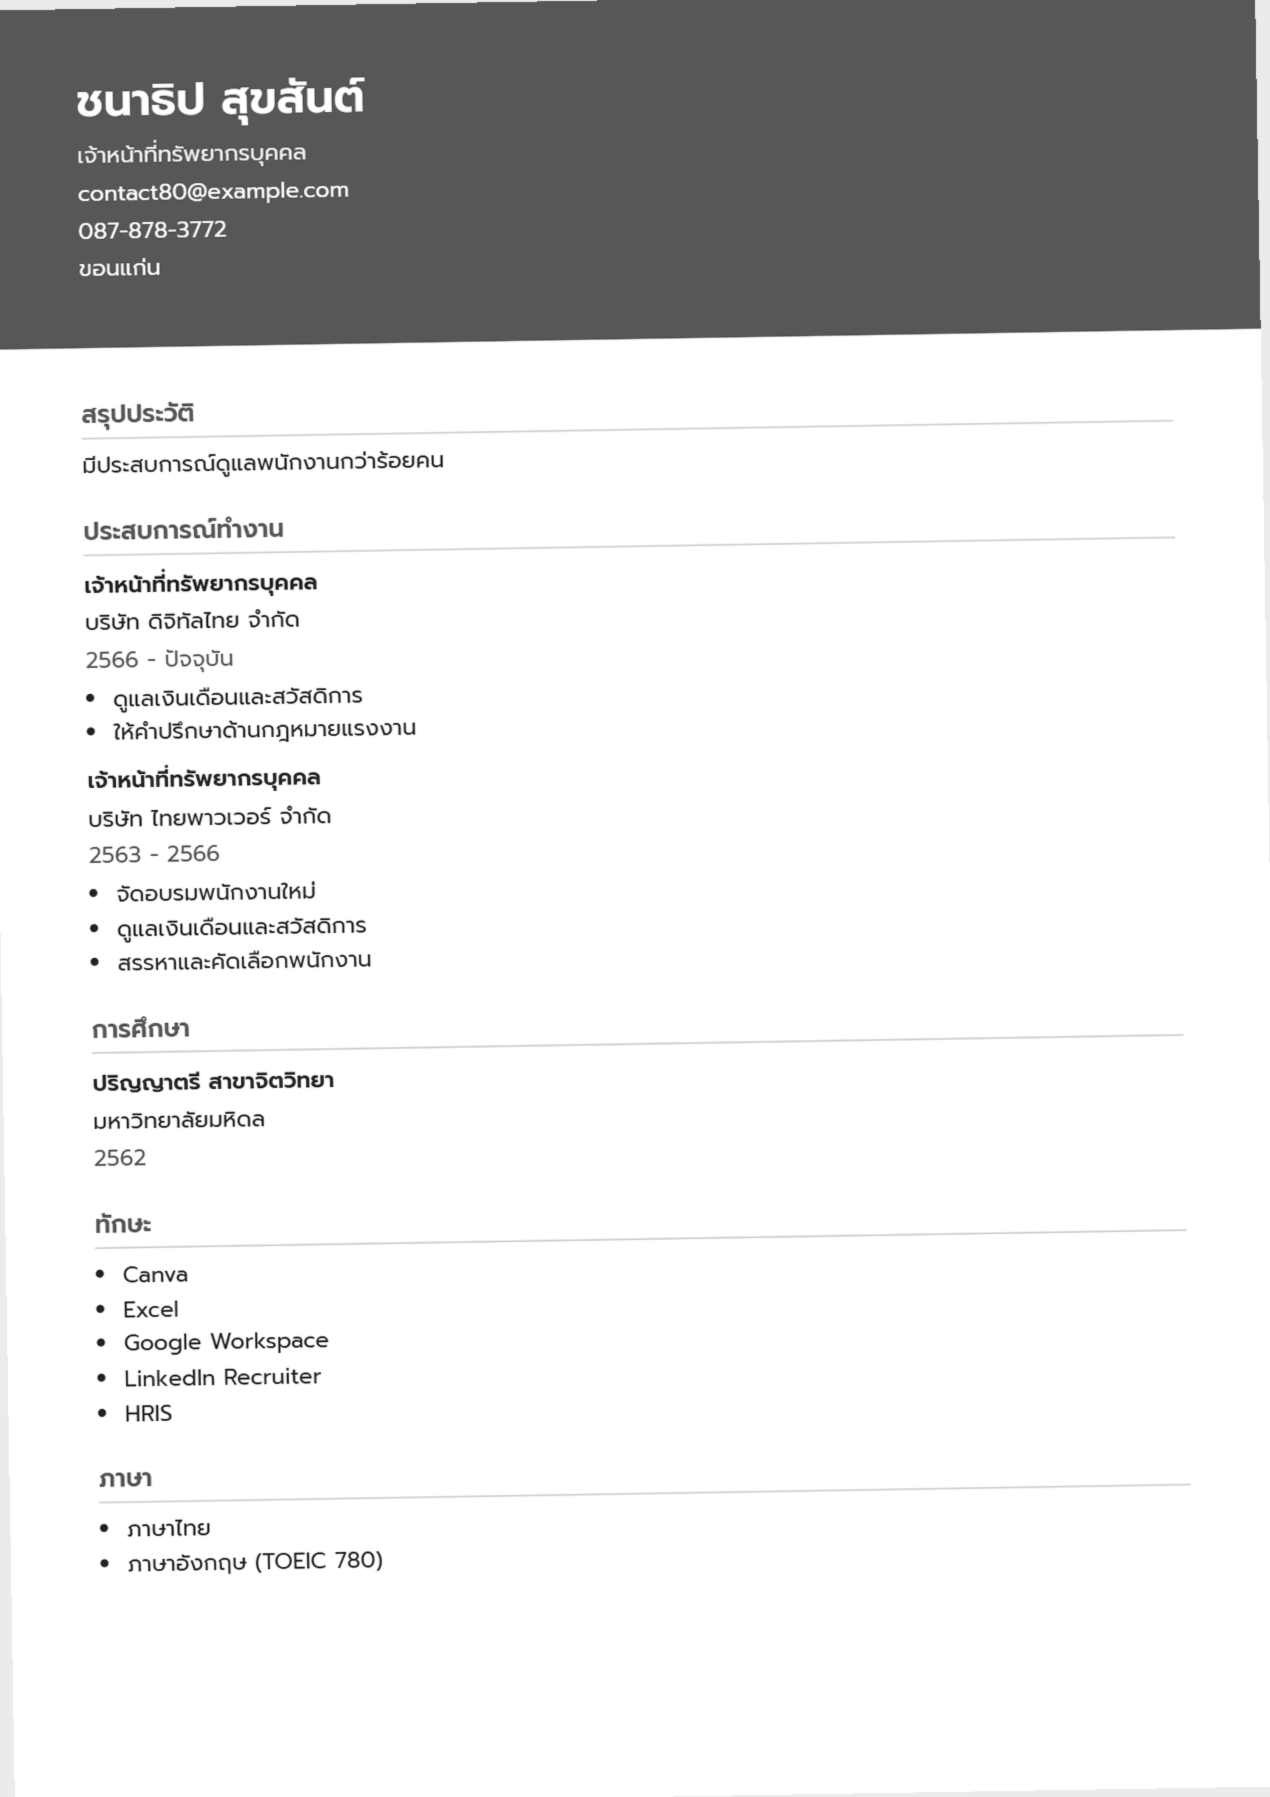 ชนาธิป สุขสันต์
เจ้าหน้าที่ทรัพยากรบุคคล
contact80@example.com
087-878-3772
ขอนแก่น
สรุปประวัติ
มีประสบการณ์ดูแลพนักงานกว่าร้อยคน
ประสบการณ์ทำงาน
เจ้าหน้าที่ทรัพยากรบุคคล
บริษัท ดิจิทัลไทย จำกัด
2566 - ปัจจุบัน
• ดูแลเงินเดือนและสวัสดิการ
• ให้คำปรึกษาด้านกฎหมายแรงงาน
เจ้าหน้าที่ทรัพยากรบุคคล
บริษัท ไทยพาวเวอร์ จำกัด
2563 - 2566
• จัดอบรมพนักงานใหม่
• ดูแลเงินเดือนและสวัสดิการ
• สรรหาและคัดเลือกพนักงาน
การศึกษา
ปริญญาตรี สาขาจิตวิทยา
มหาวิทยาลัยมหิดล
2562
ทักษะ
• Canva
• Excel
• Google Workspace
• LinkedIn Recruiter
• HRIS
ภาษา
• ภาษาไทย
• ภาษาอังกฤษ (TOEIC 780)